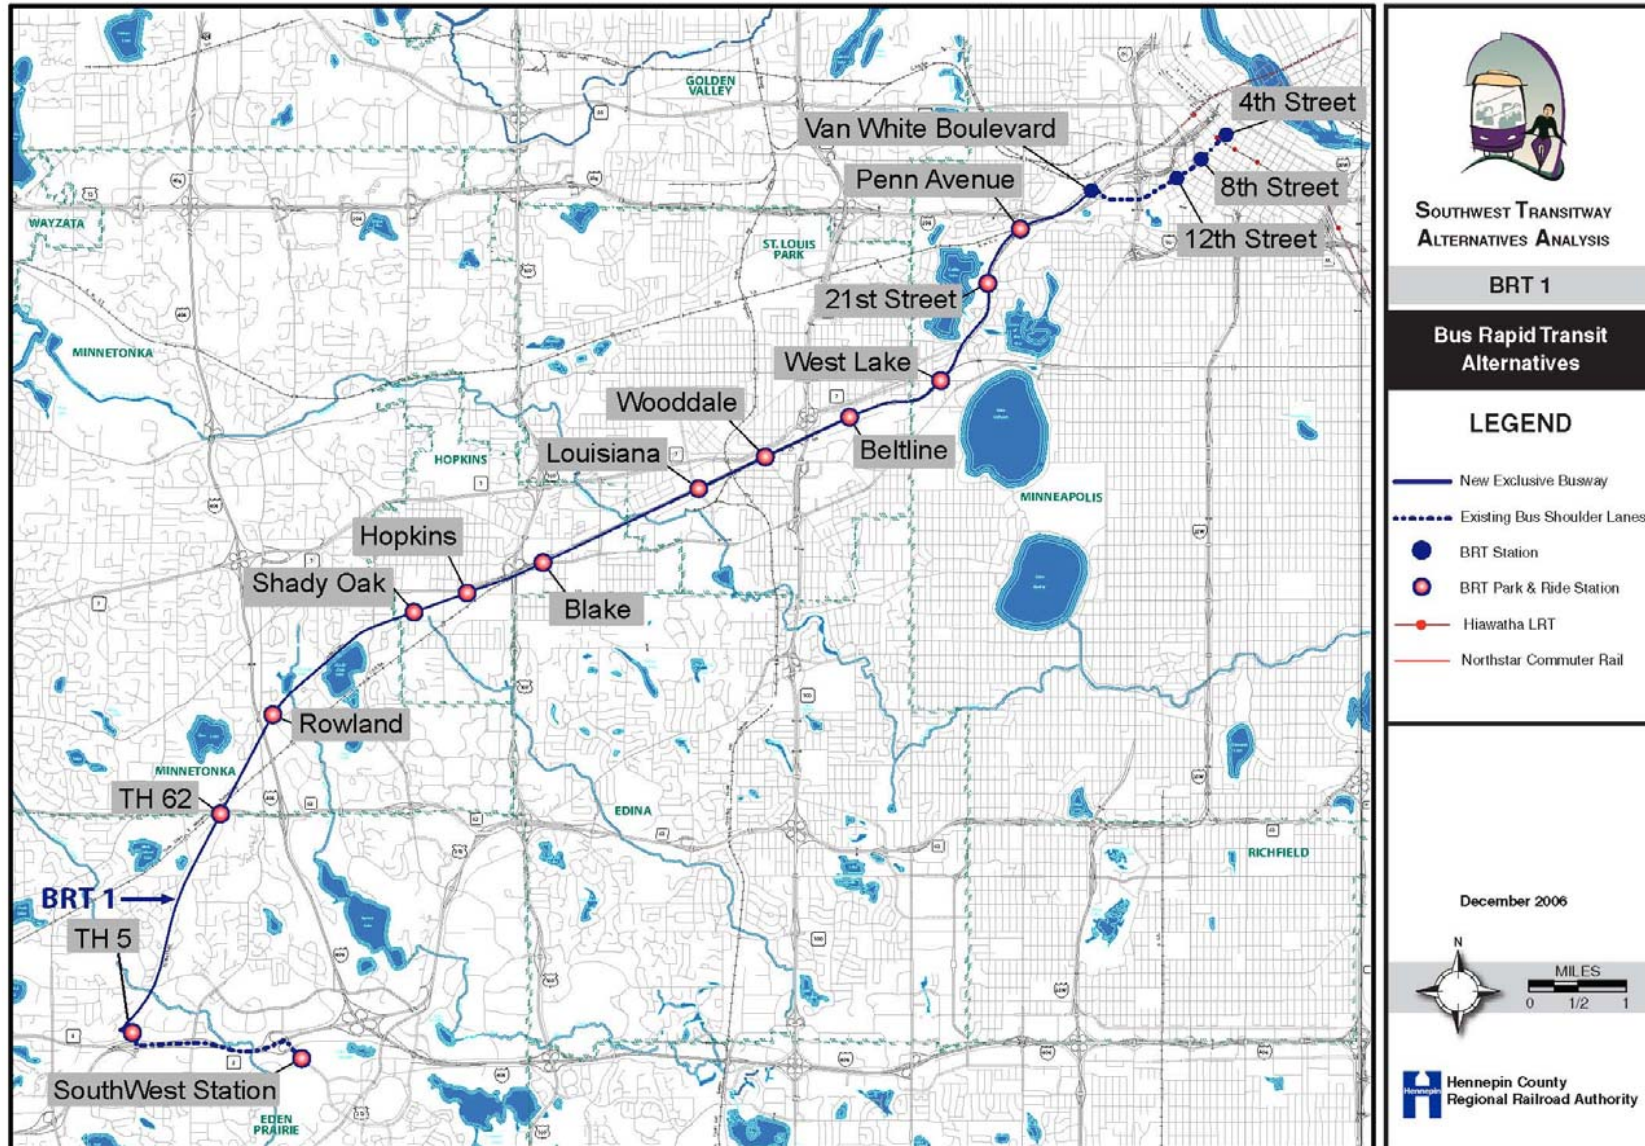 GOLDEN
VALLEY
4th Street
Van White Boulevard
Penn Avenue
8th Street
WAYZATA
ST. LOUIS
PARK
12th Street
21st Street
MINNETONKA
West Lake
Wooddale
HOPKINS
Louisiana
Beltline
MINNEAPOLIS
Hopkins
Shady Oak
Blake
Rowland
MINNETONKA
TH 62
EDINA
RICHFIELD
BRT 1
TH 5
SouthWest Station
EDEN
PRAIRIE
SOUTHWEST TRANSITWAY
ALTERNATIVES ANALYSIS
BRT 1
Bus Rapid Transit
Alternatives
LEGEND
New Exclusive Busway
Existing Bus Shoulder Lanes
BRT Station
BRT Park & Ride Station
Hiawatha LRT
Northstar Commuter Rail
December 2006
N
MILES
0 1/2 1
Hennepin
Hennepin County
Regional Railroad Authority